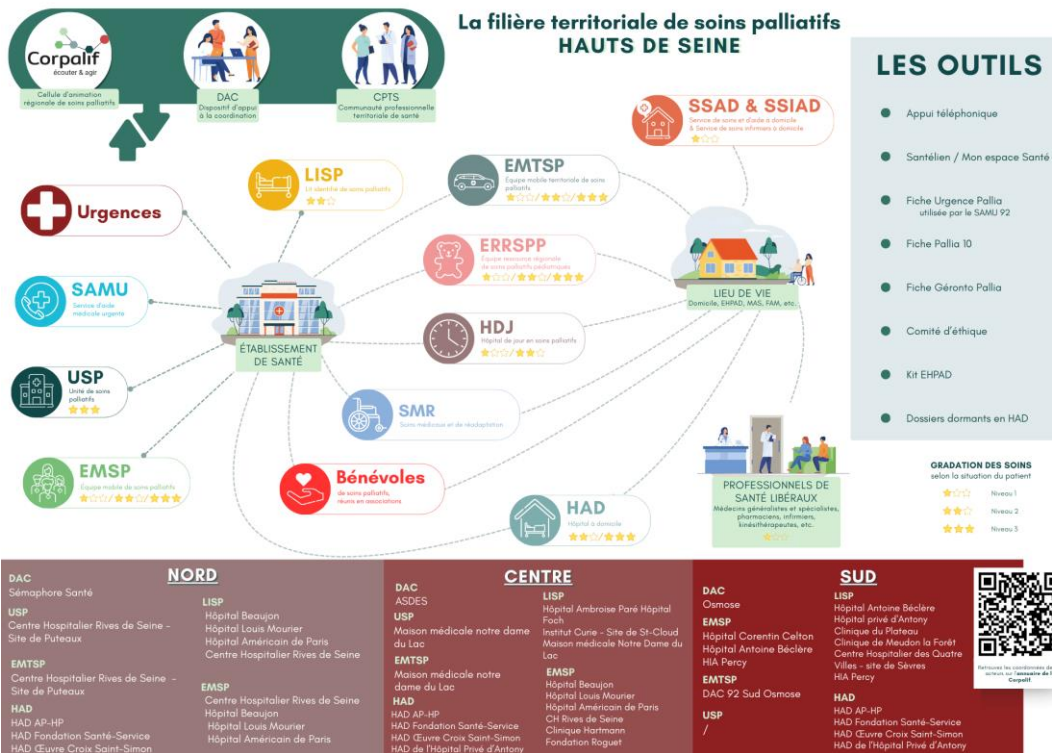 La filière territoriale de soins palliatifs
HAUTS DE SEINE
Corpalif
écouter & agir
Cellule d'animation
régionale de soins palliatifs
DAC
Dispositif d'appui
à la coordination
CPTS
Communauté professionnelle
territoriale de santé
SSAD & SSIAD
Service de soins et d'aide à domicile
& Service de soins infirmiers à domicile
LISP
Lit identifié de soins palliatifs
EMTSP
Équipe mobile territoriale de soins
palliatifs
Urgences
ERRSPP
Équipe ressource régionale
de soins palliatifs pédiatriques
SAMU
Service d'aide
médicale urgente
LIEU DE VIE
Domicile, EHPAD, MAS, FAM, etc.
HDJ
Hôpital de jour en soins palliatifs
ÉTABLISSEMENT
DE SANTÉ
USP
Unité de soins
palliatifs
SMR
Soins médicaux et de réadaptation
EMSP
Équipe mobile de soins palliatifs
Bénévoles
de soins palliatifs,
réunis en associations
HAD
Hôpital à domicile
PROFESSIONNELS DE
SANTÉ LIBÉRAUX
Médecins généralistes et spécialistes,
pharmaciens, infirmiers,
kinésithérapeutes, etc.
LES OUTILS
Appui téléphonique
Santélien / Mon espace Santé
Fiche Urgence Pallia
utilisée par le SAMU 92
Fiche Pallia 10
Fiche Géronto Pallia
Comité d'éthique
Kit EHPAD
Dossiers dormants en HAD
GRADATION DES SOINS
selon la situation du patient
Niveau 1
Niveau 2
Niveau 3
NORD
DAC
Sémaphore Santé
USP
Centre Hospitalier Rives de Seine -
Site de Puteaux
EMTSP
Centre Hospitalier Rives de Seine -
Site de Puteaux
HAD
HAD AP-HP
HAD Fondation Santé-Service
HAD Œuvre Croix Saint-Simon
LISP
Hôpital Beaujon
Hôpital Louis Mourier
Hôpital Américain de Paris
Centre Hospitalier Rives de Seine
EMSP
Centre Hospitalier Rives de Seine
Hôpital Beaujon
Hôpital Louis Mourier
Hôpital Américain de Paris
CENTRE
DAC
ASDES
USP
Maison médicale notre dame
du Lac
EMTSP
Maison médicale notre
dame du Lac
HAD
HAD AP-HP
HAD Fondation Santé-Service
HAD Œuvre Croix Saint-Simon
HAD de l'Hôpital Privé d'Antony
LISP
Hôpital Ambroise Paré Hôpital
Foch
Institut Curie - Site de St-Cloud
Maison médicale Notre Dame du
Lac
EMSP
Hôpital Beaujon
Hôpital Louis Mourier
Hôpital Américain de Paris
CH Rives de Seine
Clinique Hartmann
Fondation Roguet
SUD
DAC
Osmose
EMSP
Hôpital Corentin Celton
Hôpital Antoine Béclère
HIA Percy
EMTSP
DAC 92 Sud Osmose
USP
/
LISP
Hôpital Antoine Béclère
Hôpital privé d'Antony
Clinique du Plateau
Clinique de Meudon la Forêt
Centre Hospitalier des Quatre
Villes - site de Sèvres
HIA Percy
HAD
HAD AP-HP
HAD Fondation Santé-Service
HAD Œuvre Croix Saint-Simon
HAD de l'Hôpital Privé d'Antony
Retrouvez les coordonnées
acteurs sur l'annuaire de
Corpalif.